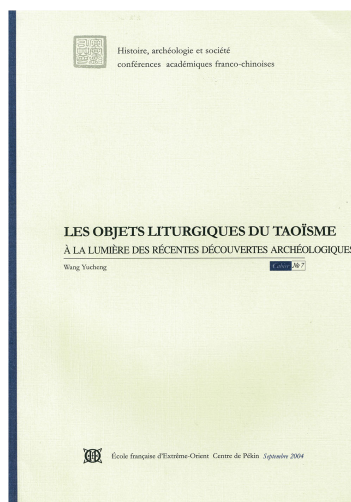 Histoire, archéologie et société
conférences académiques franco-chinoises
LES OBJETS LITURGIQUES DU TAOÏSME
À LA LUMIÈRE DES RÉCENTES DÉCOUVERTES ARCHÉOLOGIQUES
Wang Yucheng
Cahier № 7
École française d'Extrême-Orient Centre de Pékin Septembre 2004